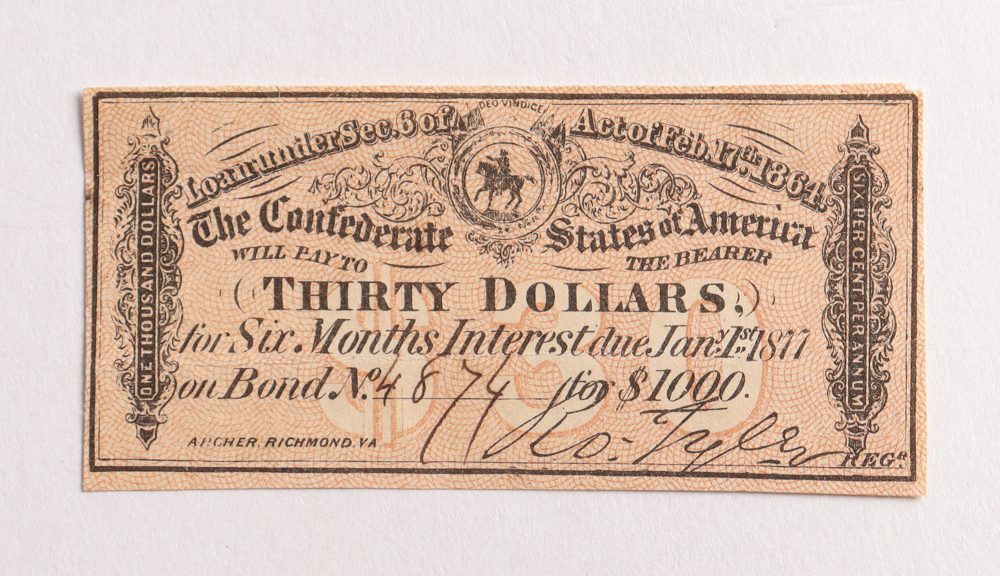 DEO VINDICE
Loan under Sec. 6 of Act of Feb. 17th 1864.
The Confederate States of America
WILL PAY TO THE BEARER
THIRTY DOLLARS,
for Six Months Interest due Jany. 1st 1877
on Bond No. 4874 for $1000.
ARCHER, RICHMOND, VA
Ro. Tyler REGR.
ONE THOUSAND DOLLARS
SIX PER CENT PER ANNUM
$30